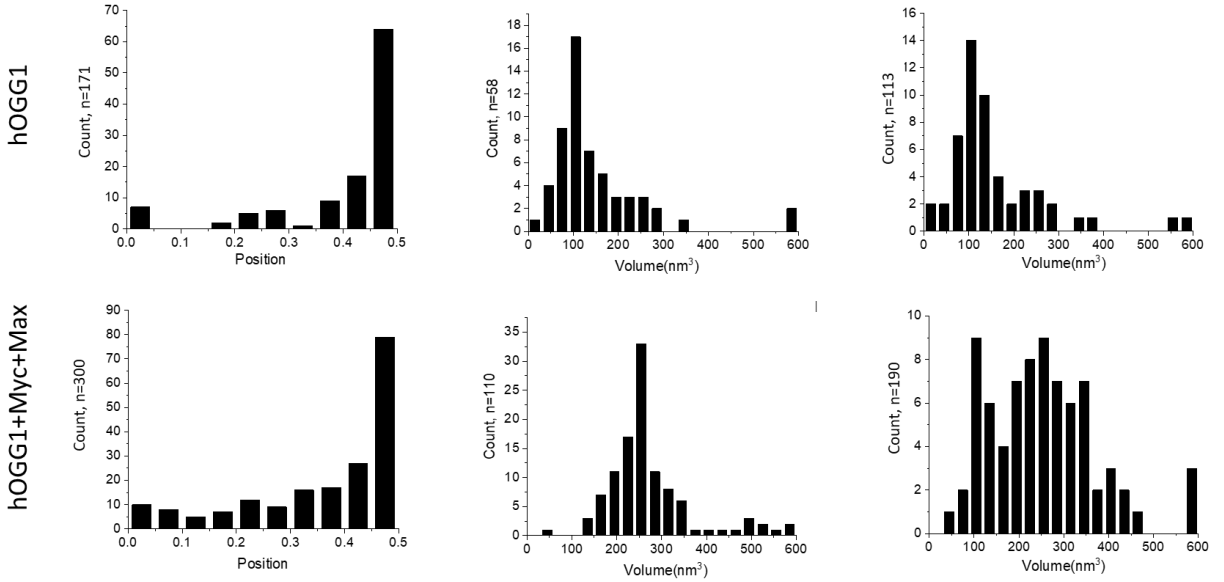 hOGG1
Count, n=171
70
60
50
40
30
20
10
0
0.0 0.1 0.2 0.3 0.4 0.5
Position
Count, n=58
18
16
14
12
10
8
6
4
2
0
0 100 200 300 400 500 600
Volume(nm³)
Count, n=113
16
14
12
10
8
6
4
2
0
0 100 200 300 400 500 600
Volume(nm³)
hOGG1+Myc+Max
Count, n=300
90
80
70
60
50
40
30
20
10
0
0.0 0.1 0.2 0.3 0.4 0.5
Position
Count, n=110
35
30
25
20
15
10
5
0
0 100 200 300 400 500 600
Volume(nm³)
Count, n=190
10
8
6
4
2
0
0 100 200 300 400 500 600
Volume(nm³)